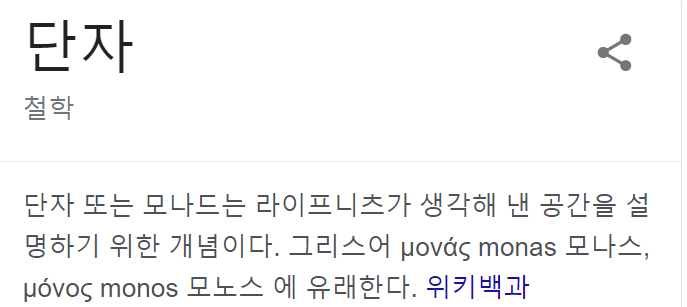 단자
철학
단자 또는 모나드는 라이프니츠가 생각해 낸 공간을 설
명하기 위한 개념이다. 그리스어 μονάς monas 모나스,
μόνος monos 모노스 에 유래한다. 위키백과